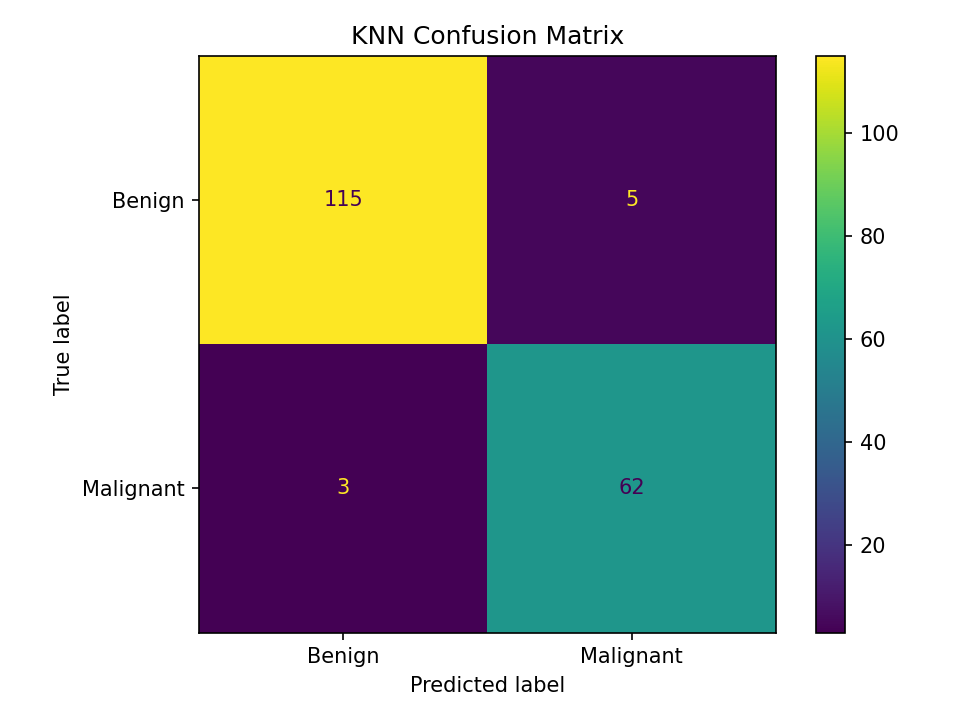 KNN Confusion Matrix
True label
Benign
115
5
Malignant
3
62
Benign
Malignant
Predicted label
100
80
60
40
20